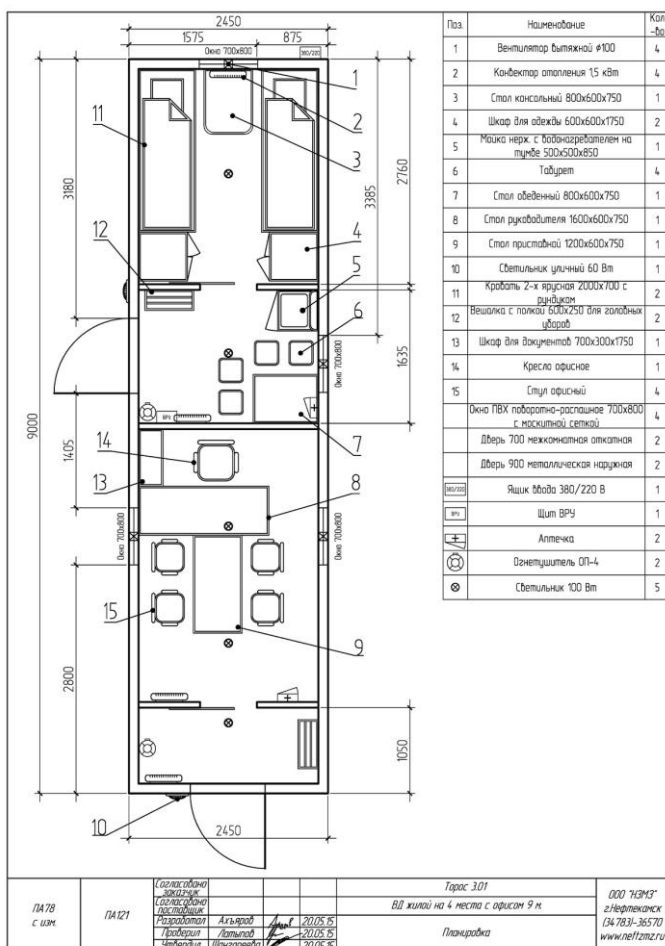 2450
1575
875
Окно 700х800
380/220
1
2
3
11
12
4
5
6
7
3180
2760
3385
1635
9000
1405
2800
1050
Окно 700х800
ВРУ
14
13
8
Окно 700х800
Окно 700х800
15
9
10
2450
Поз. Наименование Кол-во
1 Вентилятор вытяжной ф100 4
2 Конвектор отопления 1,5 кВт 4
3 Стол консольный 800х600х750 1
4 Шкаф для одежды 600х600х1750 2
5 Мойка нерж. с водонагревателем на
тумбе 500х500х850 1
6 Табурет 4
7 Стол обеденный 800х600х750 1
8 Стол руководителя 1600х600х750 1
9 Стол приставной 1200х600х750 1
10 Светильник уличный 60 Вт 1
11 Кровать 2-х ярусная 2000х700 с
рундуком 2
12 Вешалка с полкой 600х250 для головных
уборов 2
13 Шкаф для документов 700х300х1750 1
14 Кресло офисное 1
15 Стул офисный 4
Окно ПВХ поворотно-распашное 700х800
с москитной сеткой 4
Дверь 700 межкомнатная откатная 2
Дверь 900 металлическая наружная 2
380/220 Ящик ввода 380/220 В 1
ВРУ Щит ВРУ 1
Аптечка 2
Огнетушитель ОП-4 2
Светильник 100 Вт 5
ПА78
с изм.
ПА121
Согласовано
заказчик
Согласовано
поставщик
Разработал Ахъяров 20.05.15
Проверил Латыпов 20.05.15
Утвердил 20.05.15
Торос 3.01
ВД жилой на 4 места с офисом 9 м.
Планировка
ООО "НЗМЗ"
г.Нефтекамск
(34783)-36570
www.neftzmz.ru